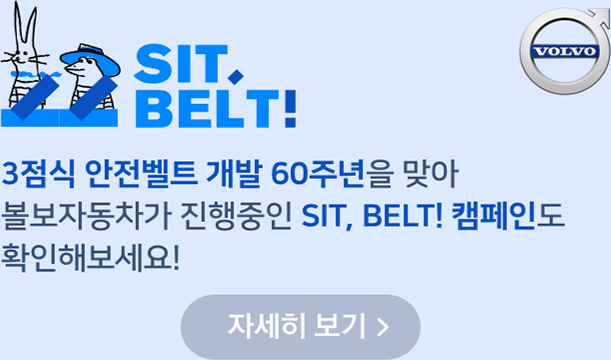 SIT,
BELT!
VOLVO
3점식 안전벨트 개발 60주년을 맞아
볼보자동차가 진행중인 SIT, BELT! 캠페인도
확인해보세요!
자세히 보기 >